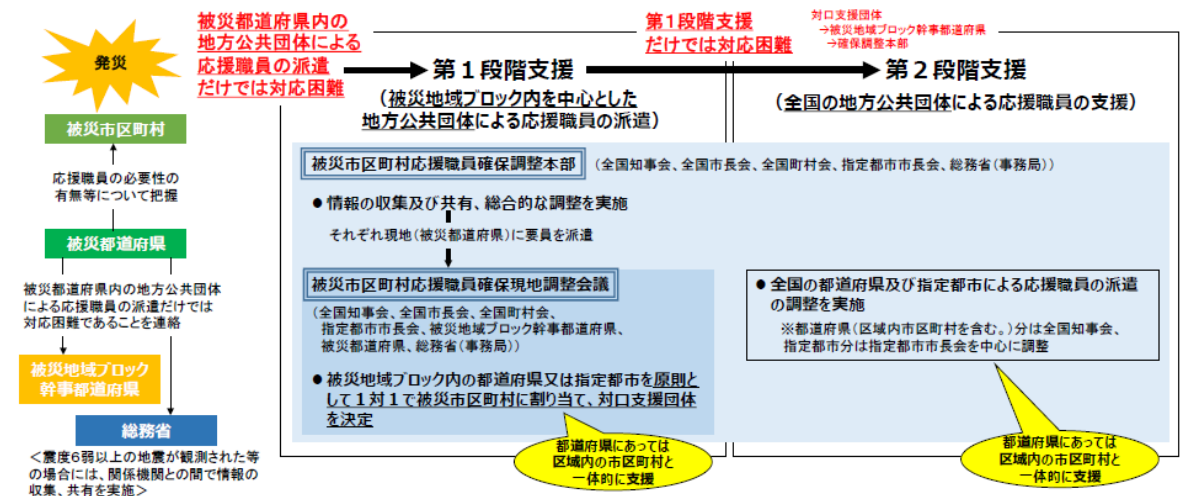 発災
被災市区町村
応援職員の必要性の
有無等について把握
被災都道府県
被災都道府県内の地方公共団体
による応援職員の派遣だけでは
対応困難であることを連絡
被災地域ブロック
幹事都道府県
総務省
＜震度6弱以上の地震が観測された等
の場合には、関係機関との間で情報の
収集、共有を実施＞
被災都道府県内の
地方公共団体による
応援職員の派遣
だけでは対応困難
第１段階支援
（被災地域ブロック内を中心とした
地方公共団体による応援職員の派遣）
第１段階支援
だけでは対応困難
対口支援団体
→被災地域ブロック幹事都道府県
→確保調整本部
第２段階支援
（全国の地方公共団体による応援職員の支援）
被災市区町村応援職員確保調整本部 （全国知事会、全国市長会、全国町村会、指定都市市長会、総務省（事務局））
●情報の収集及び共有、総合的な調整を実施
それぞれ現地（被災都道府県）に要員を派遣
被災市区町村応援職員確保現地調整会議
（全国知事会、全国市長会、全国町村会、
指定都市市長会、被災地域ブロック幹事都道府県、
被災都道府県、総務省（事務局））
●被災地域ブロック内の都道府県又は指定都市を原則と
して１対１で被災市区町村に割り当て、対口支援団体
を決定
都道府県にあっては
区域内の市区町村と
一体的に支援
●全国の都道府県及び指定都市による応援職員の派遣
の調整を実施
※都道府県（区域内市区町村を含む。）分は全国知事会、
指定都市分は指定都市市長会を中心に調整
都道府県にあっては
区域内の市区町村と
一体的に支援